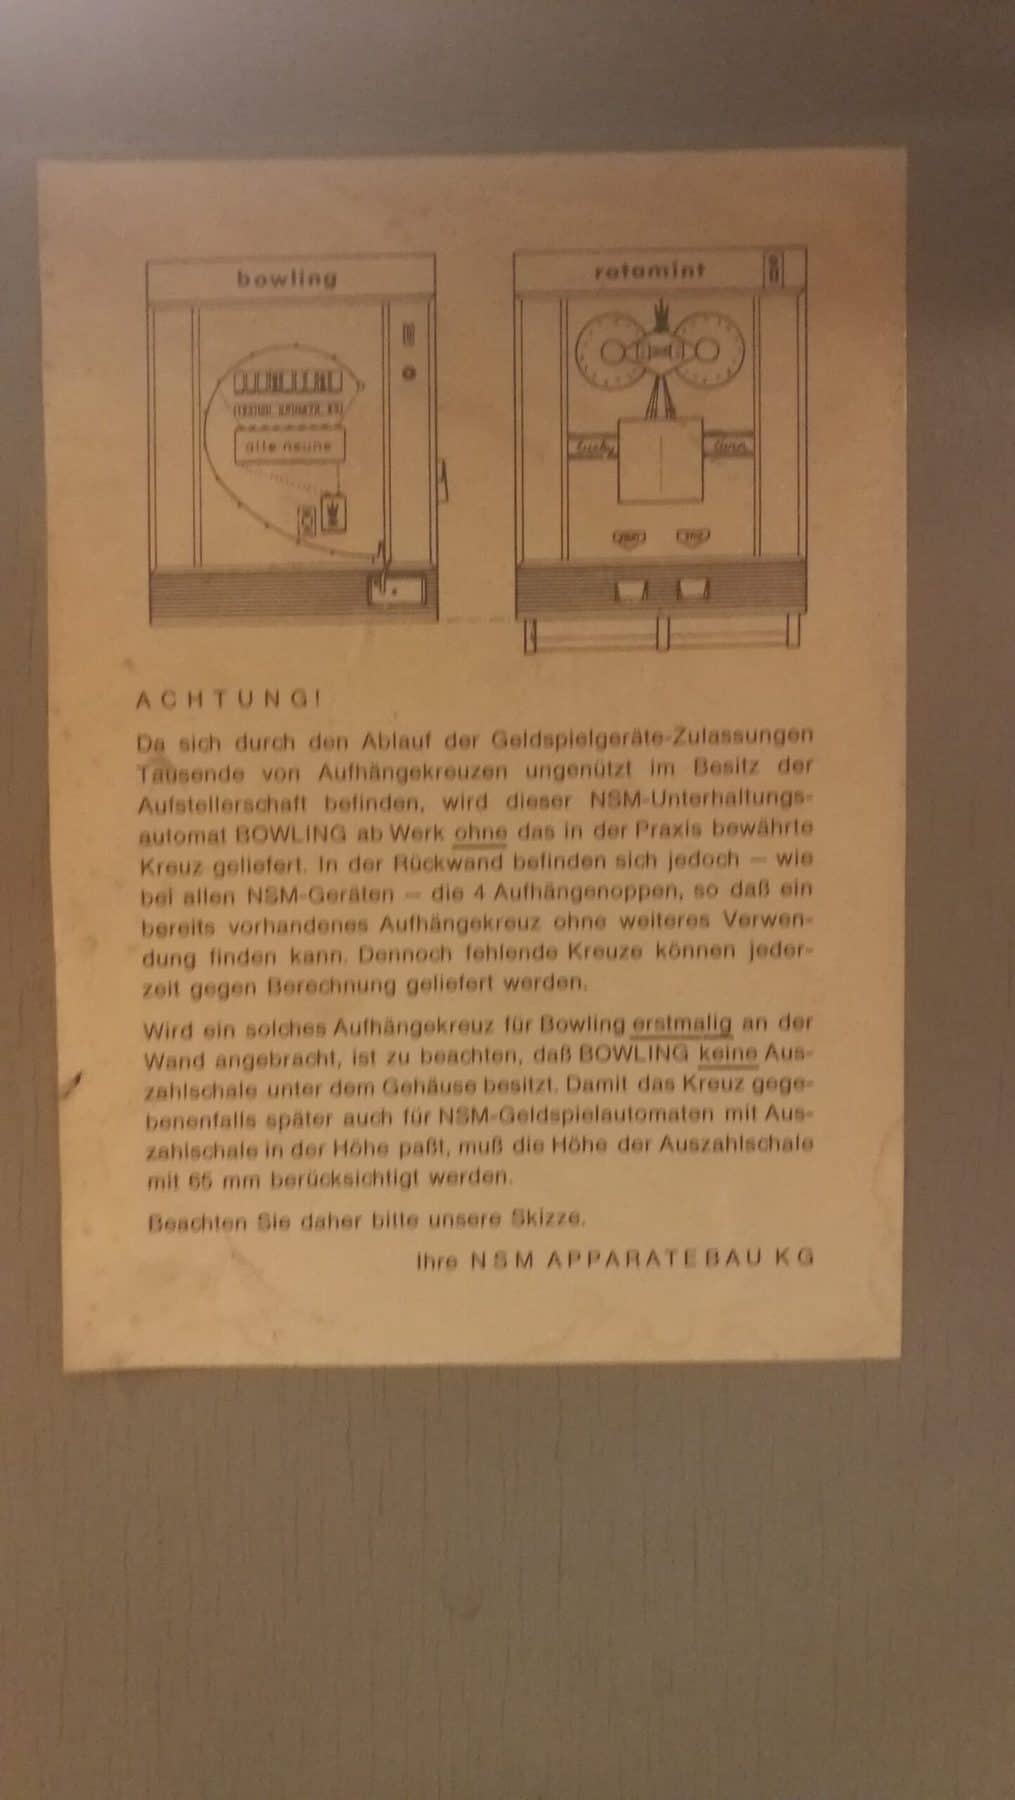 bowling
rotamint
alle neune
Lucky
ACHTUNG!
Da sich durch den Ablauf der Geldspielgeräte-Zulassungen
Tausende von Aufhängekreuzen ungenützt im Besitz der
Aufstellerschaft befinden, wird dieser NSM-Unterhaltungs-
automat BOWLING ab Werk ohne das in der Praxis bewährte
Kreuz geliefert. In der Rückwand befinden sich jedoch – wie
bei allen NSM-Geräten – die 4 Aufhängenoppen, so daß ein
bereits vorhandenes Aufhängekreuz ohne weiteres Verwen-
dung finden kann. Dennoch fehlende Kreuze können jeder-
zeit gegen Berechnung geliefert werden.
Wird ein solches Aufhängekreuz für Bowling erstmalig an der
Wand angebracht, ist zu beachten, daß BOWLING keine Aus-
zahlschale unter dem Gehäuse besitzt. Damit das Kreuz gege-
benenfalls später auch für NSM-Geldspielautomaten mit Aus-
zahlschale in der Höhe paßt, muß die Höhe der Auszahlschale
mit 65 mm berücksichtigt werden.
Beachten Sie daher bitte unsere Skizze.
Ihre NSM APPARATEBAU KG